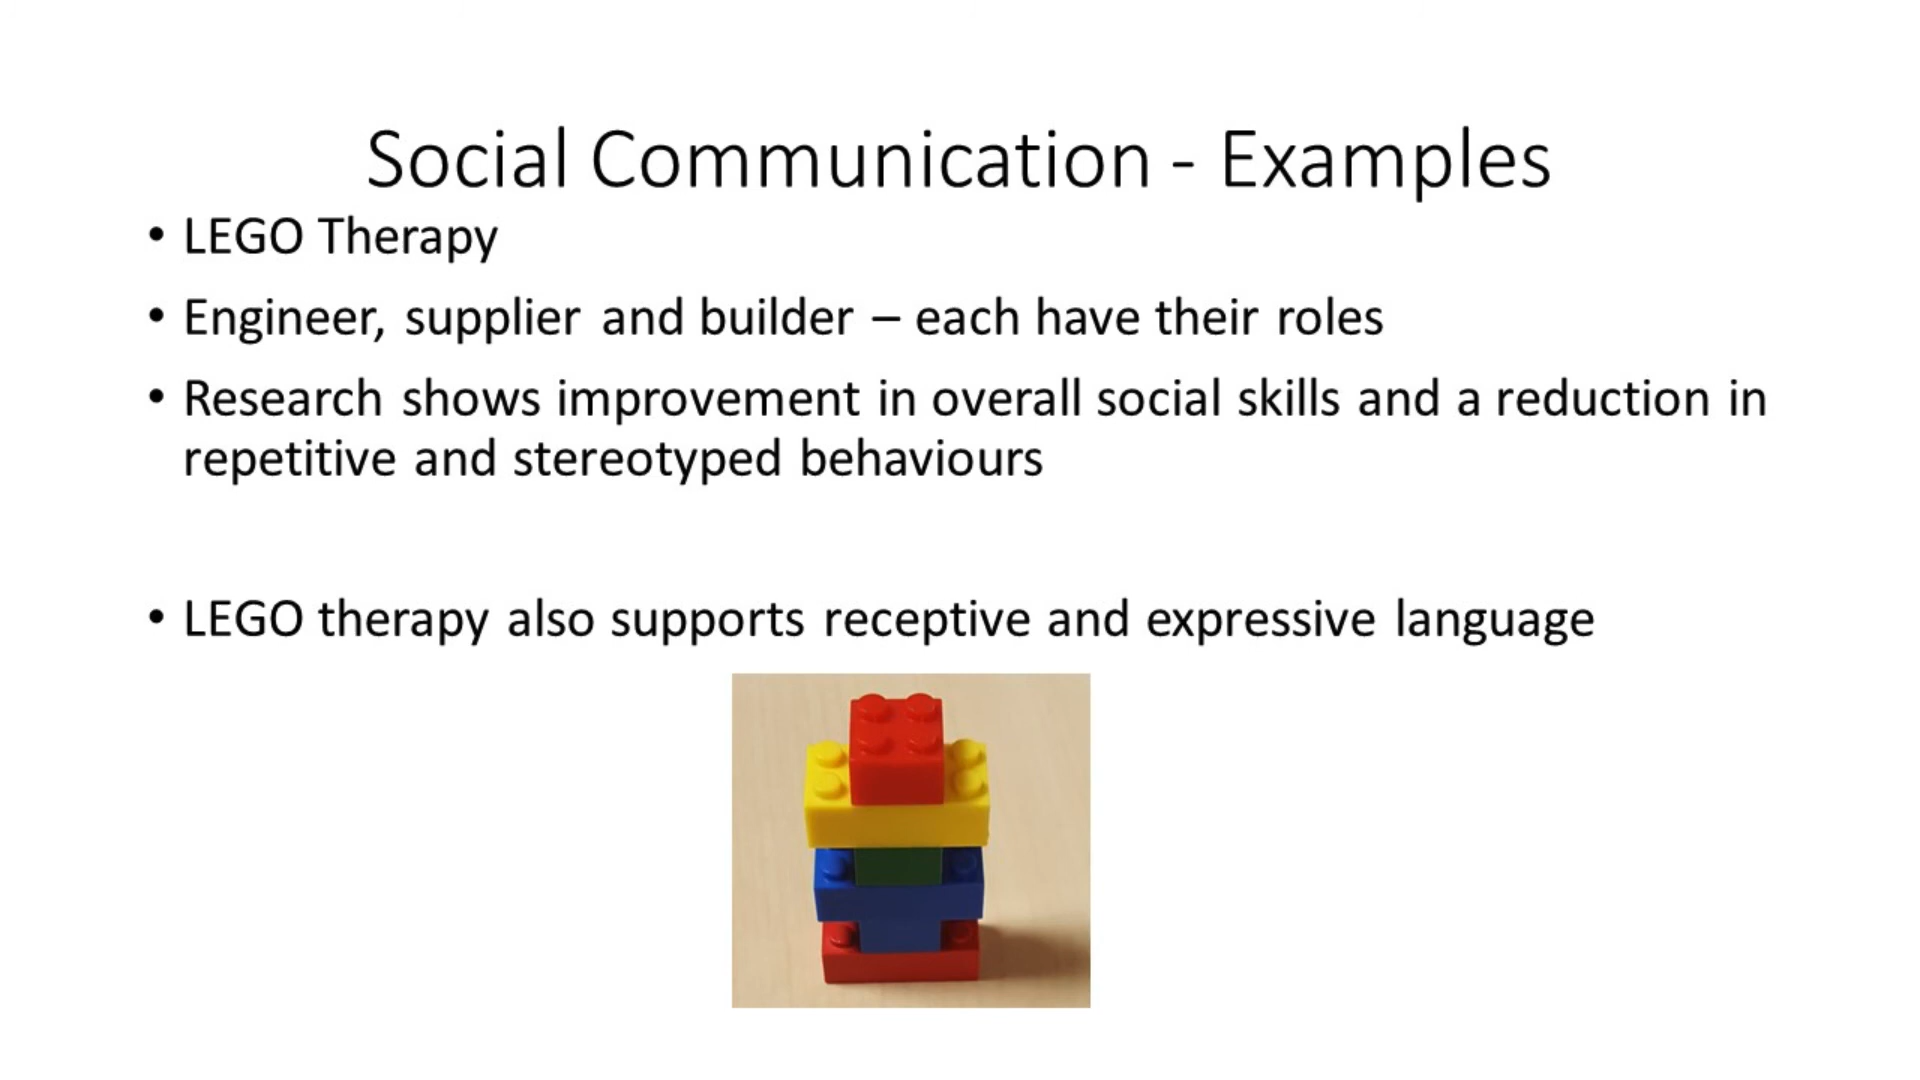 Social Communication - Examples
• LEGO Therapy
• Engineer, supplier and builder – each have their roles
• Research shows improvement in overall social skills and a reduction in
repetitive and stereotyped behaviours
• LEGO therapy also supports receptive and expressive language